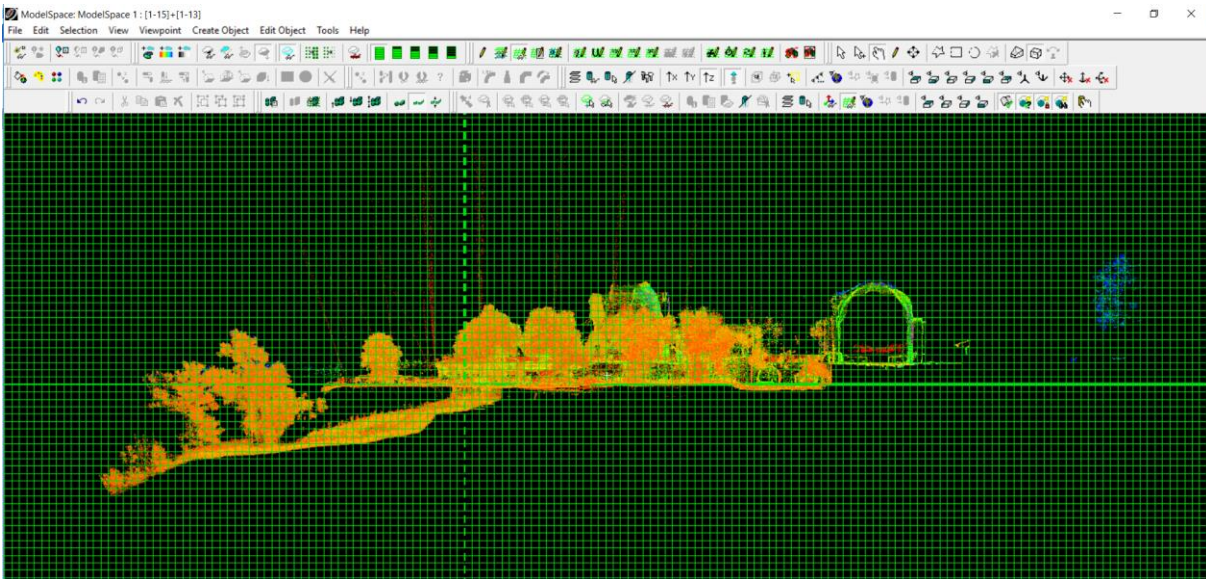 ModelSpace: ModelSpace 1 : [1-15]+[1-13]
File Edit Selection View Viewpoint Create Object Edit Object Tools Help